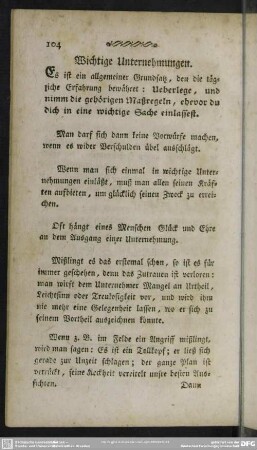 104
Wichtige Unternehmungen.
Es ist ein allgemeiner Grundsatz, den die täg-
liche Erfahrung bewähret: Ueberlege, und
nimm die gehörigen Maßregeln, ehevor du
dich in eine wichtige Sache einlassest.
Man darf sich dann keine Vorwürfe machen,
wenn es wider Verschulden übel ausschlägt.
Wenn man sich einmal in wichtige Unter-
nehmungen einläßt, muß man allen seinen Kräf-
ten aufbieten, um glücklich seinen Zweck zu errei-
chen.
Oft hängt eines Menschen Glück und Ehre
an dem Ausgang einer Unternehmung.
Mißlingt es das erstemal schon, so ist es für
immer geschehen, denn das Zutrauen ist verloren:
man wirft dem Unternehmer Mangel an Urtheil,
Leichtsinn oder Treulosigkeit vor, und wird ihn
nie mehr eine Gelegenheit lassen, wo er sich zu
seinem Vortheil auszeichnen könnte.
Wenn z. B. im Felde ein Angriff mißlingt,
wird man sagen: Es ist ein Tollkopf; er ließ sich
gerade zur Unzeit schlagen; der ganze Plan ist
verrückt, seine Keckheit vereitelt unsre besten Aus-
sichten. Dann